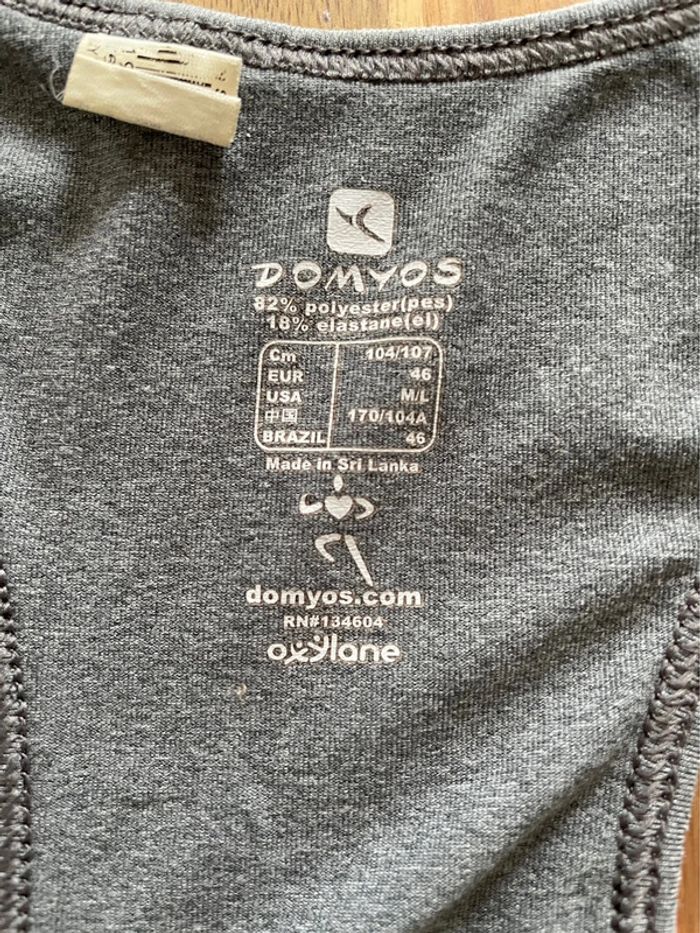 DOMYOS
82% polyester(pes)
18% elastane(el)
Cm 104/107
EUR 46
USA M/L
中国 170/104A
BRAZIL 46
Made in Sri Lanka
domyos.com
RN#134604
oxylane